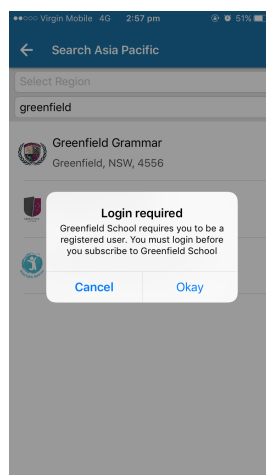 Virgin Mobile 4G 2:57 pm 51%
Search Asia Pacific
Select Region
greenfield
Greenfield Grammar
Greenfield, NSW, 4556
Login required
Greenfield School requires you to be a
registered user. You must login before
you subscribe to Greenfield School
Cancel Okay